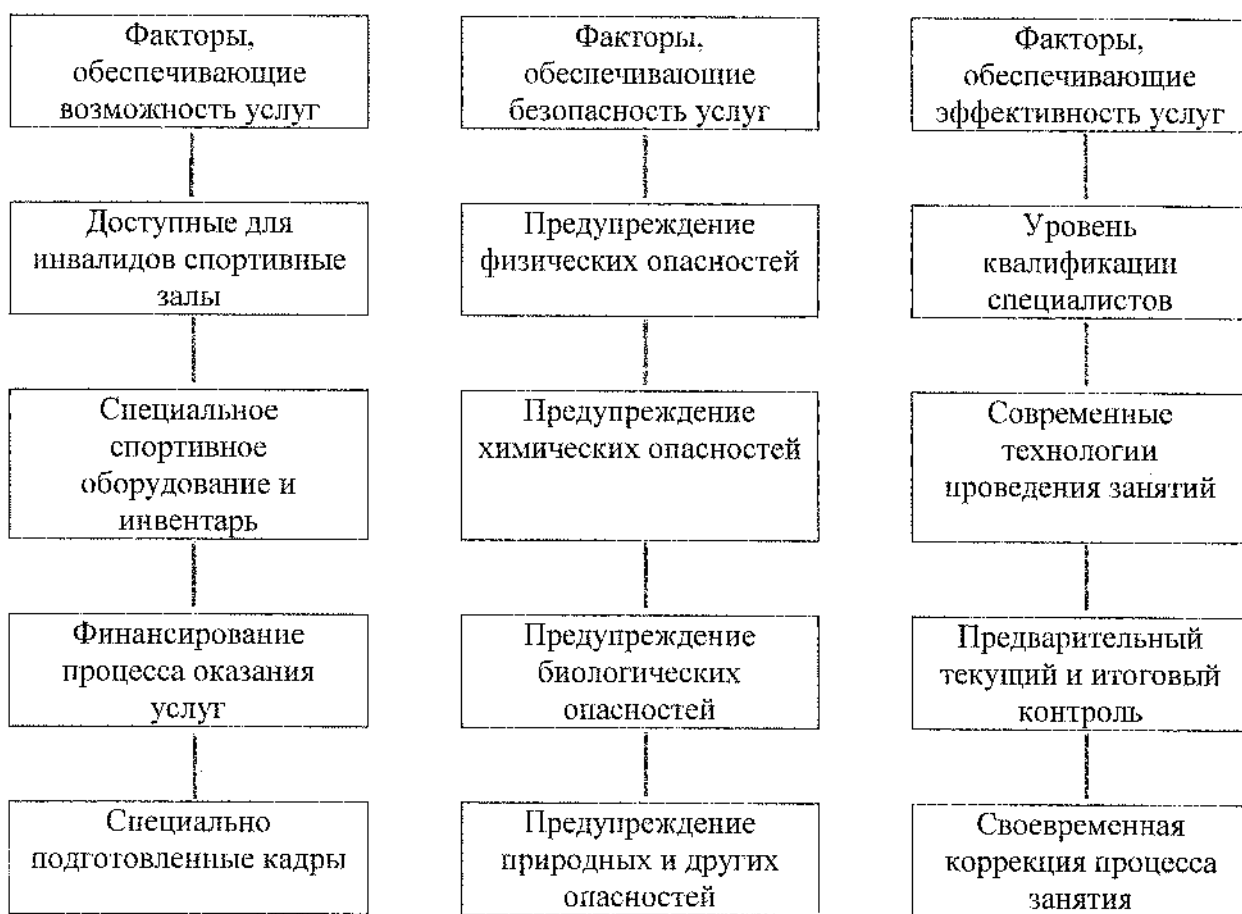 Факторы,
обеспечивающие
возможность услуг
Доступные для
инвалидов спортивные
залы
Специальное
спортивное
оборудование и
инвентарь
Финансирование
процесса оказания
услуг
Специально
подготовленные кадры
Факторы,
обеспечивающие
безопасность услуг
Предупреждение
физических опасностей
Предупреждение
химических опасностей
Предупреждение
биологических
опасностей
Предупреждение
природных и других
опасностей
Факторы,
обеспечивающие
эффективность услуг
Уровень
квалификации
специалистов
Современные
технологии
проведения занятий
Предварительный
текущий и итоговый
контроль
Своевременная
коррекция процесса
занятия